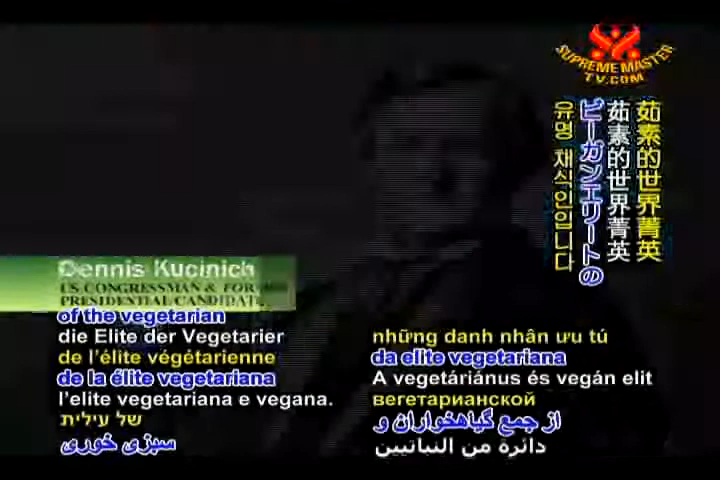 SUPREME MASTER
TV.COM
茹素的世界菁英
茹素的世界菁英
ビーガンエリートの
유명 채식인입니다
Dennis Kucinich
US CONGRESSMAN & FORMER
PRESIDENTIAL CANDIDATE
of the vegetarian
die Elite der Vegetarier
de l'élite végétarienne
de la élite vegetariana
l'elite vegetariana e vegana.
של עילית
سبزی خوری
những danh nhân ưu tú
da elite vegetariana
A vegetáriánus és vegán elit
вегетарианской
از جمع گیاهخواران و
دائرة من النباتيين